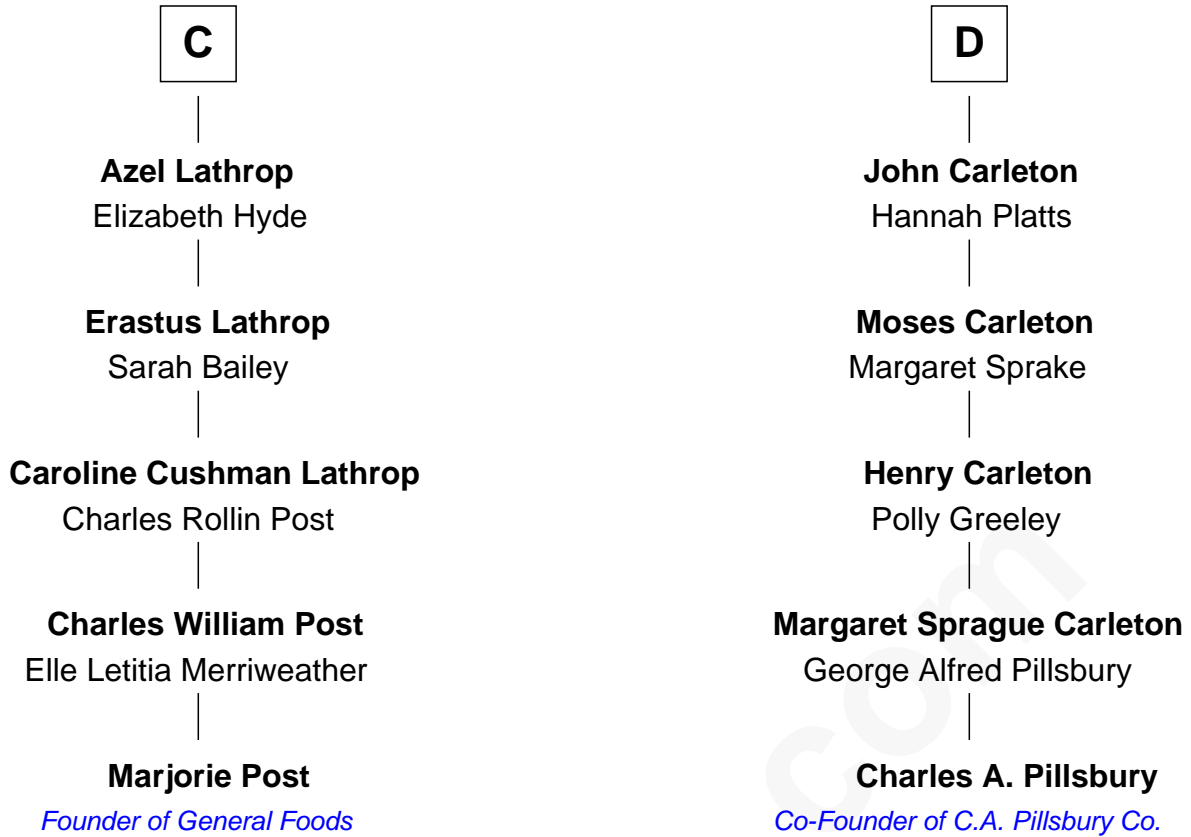 C
Azel Lathrop
Elizabeth Hyde
Erastus Lathrop
Sarah Bailey
Caroline Cushman Lathrop
Charles Rollin Post
Charles William Post
Elle Letitia Merriweather
Marjorie Post
Founder of General Foods
D
John Carleton
Hannah Platts
Moses Carleton
Margaret Sprake
Henry Carleton
Polly Greeley
Margaret Sprague Carleton
George Alfred Pillsbury
Charles A. Pillsbury
Co-Founder of C.A. Pillsbury Co.
com